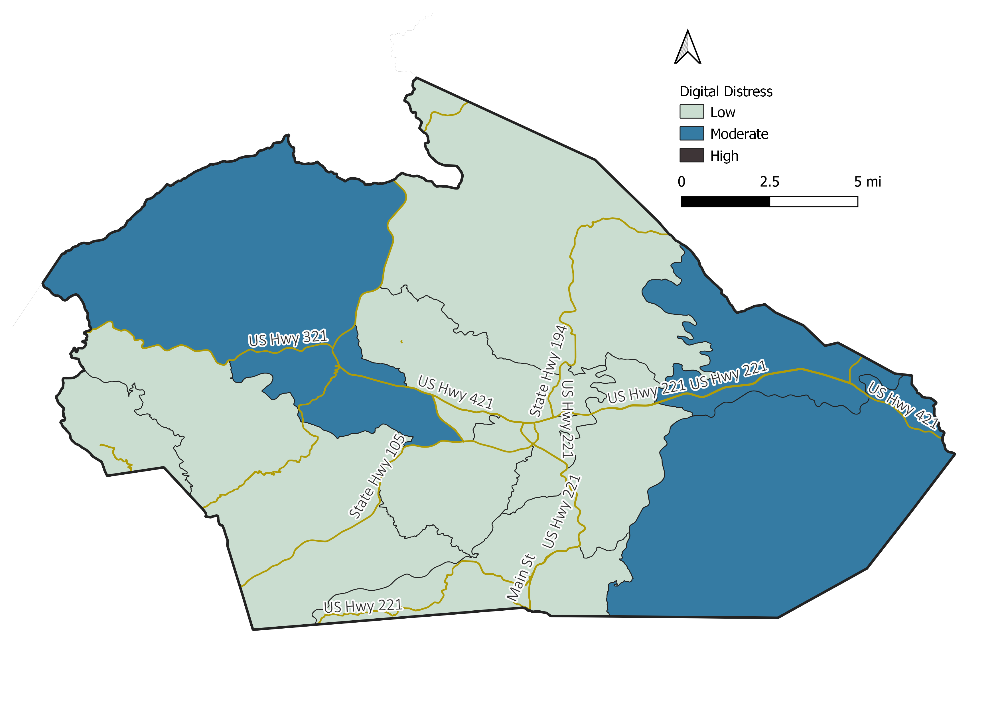 Digital Distress
Low
Moderate
High
0 2.5 5 mi
US Hwy 321
State Hwy 194
US Hwy 421
US Hwy 221
US Hwy 221
US Hwy 221
US Hwy 421
State Hwy 105
US Hwy 221
Main St
US Hwy 221